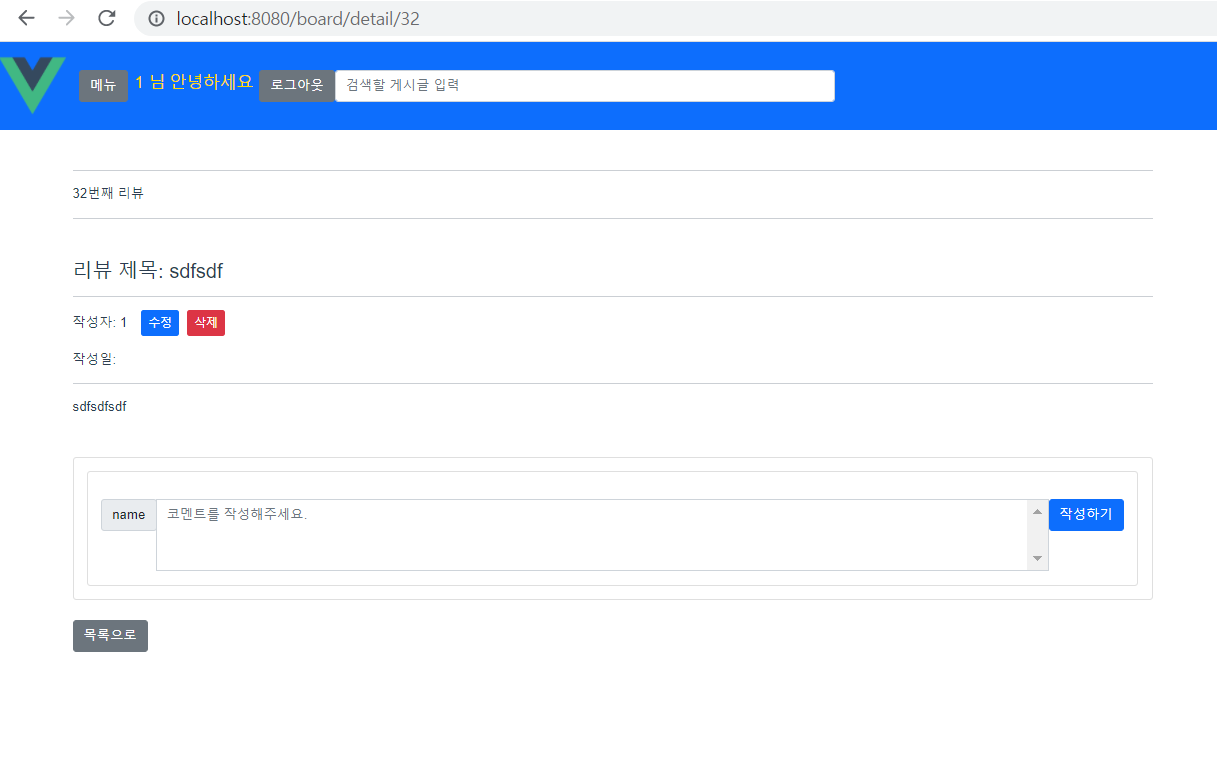 localhost:8080/board/detail/32
메뉴 1 님 안녕하세요 로그아웃 검색할 게시글 입력
32번째 리뷰
리뷰 제목: sdfsdf
작성자: 1 수정 삭제
작성일:
sdfsdfsdf
name 코멘트를 작성해주세요. 작성하기
목록으로